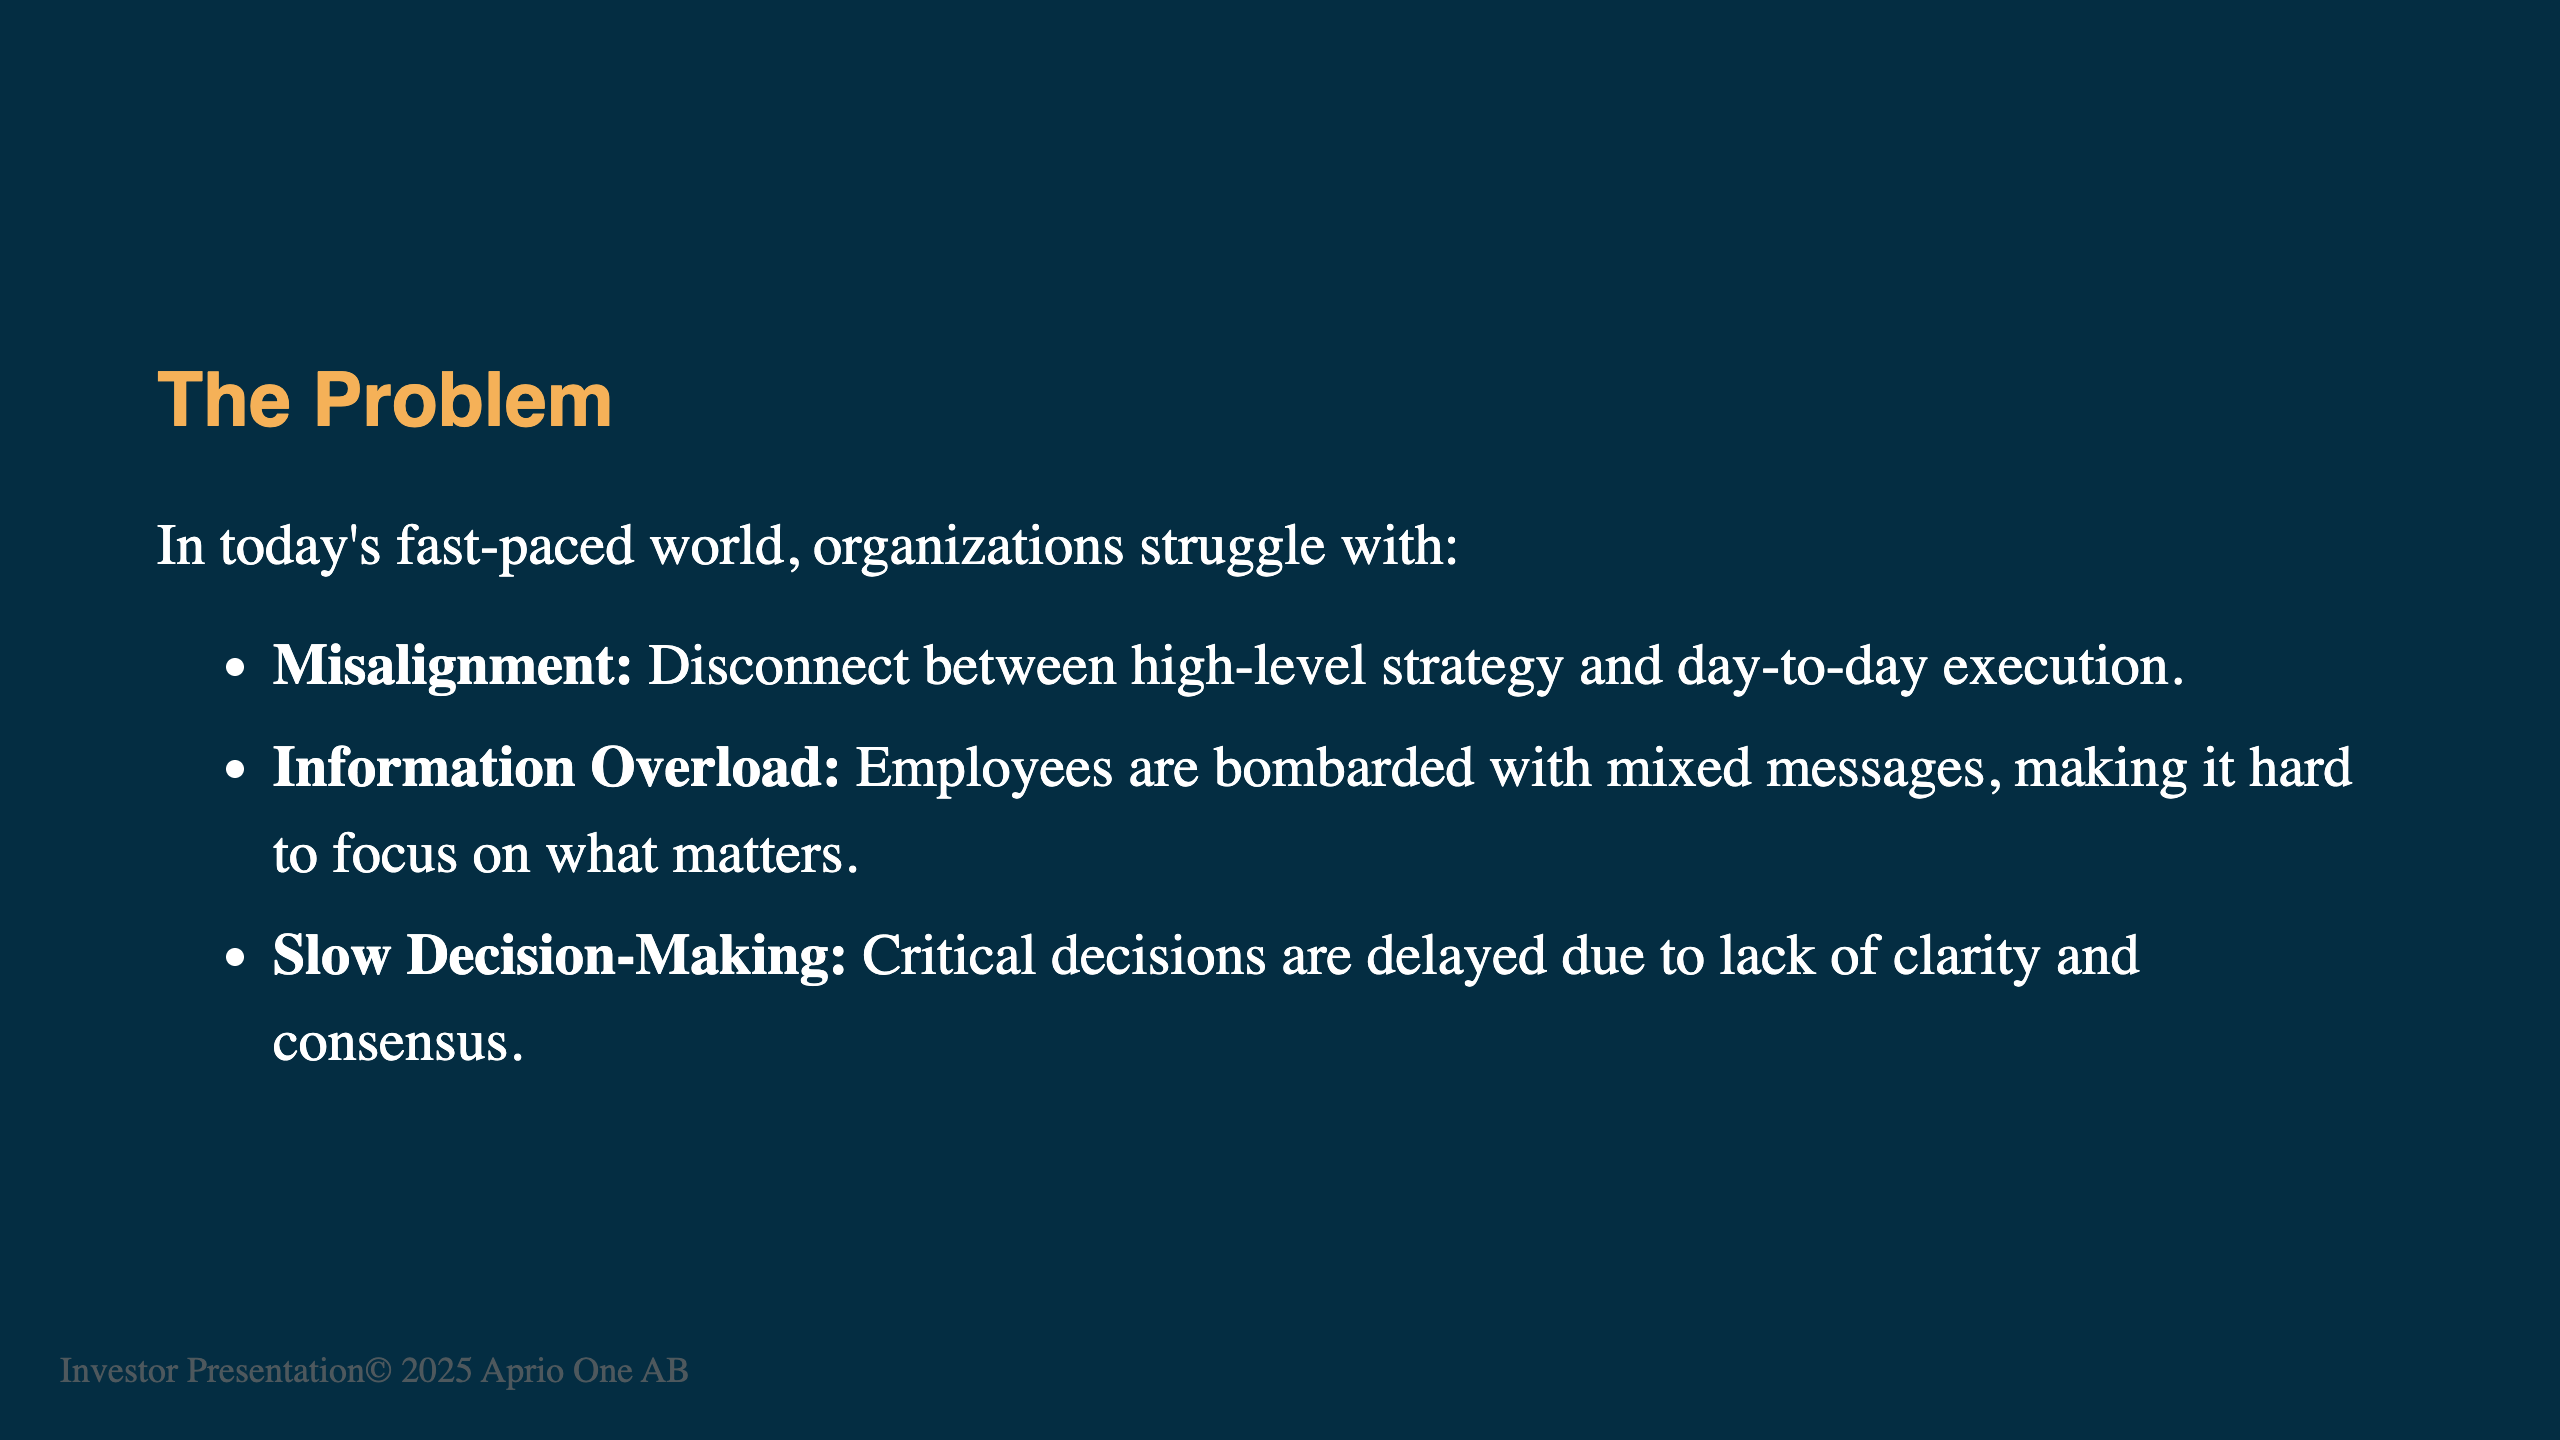 The Problem
In today's fast-paced world, organizations struggle with:
• Misalignment: Disconnect between high-level strategy and day-to-day execution.
• Information Overload: Employees are bombarded with mixed messages, making it hard
to focus on what matters.
• Slow Decision-Making: Critical decisions are delayed due to lack of clarity and
consensus.
Investor Presentation© 2025 Aprio One AB